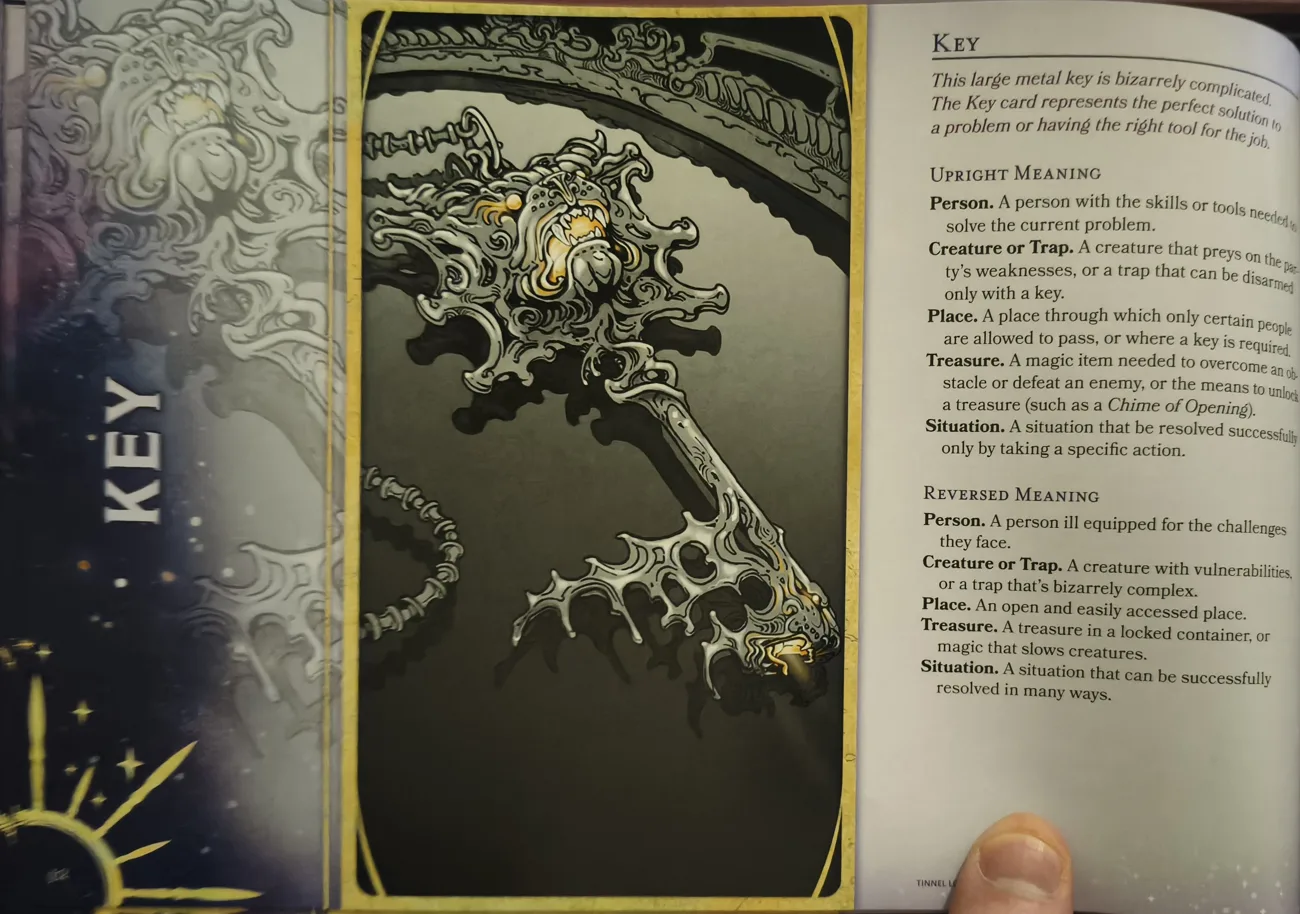 KEY
KEY
This large metal key is bizarrely complicated.
The Key card represents the perfect solution to
a problem or having the right tool for the job.
UPRIGHT MEANING
Person. A person with the skills or tools needed to
solve the current problem.
Creature or Trap. A creature that preys on the par-
ty's weaknesses, or a trap that can be disarmed
only with a key.
Place. A place through which only certain people
are allowed to pass, or where a key is required.
Treasure. A magic item needed to overcome an ob-
stacle or defeat an enemy, or the means to unlock
a treasure (such as a Chime of Opening).
Situation. A situation that be resolved successfully
only by taking a specific action.
REVERSED MEANING
Person. A person ill equipped for the challenges
they face.
Creature or Trap. A creature with vulnerabilities,
or a trap that's bizarrely complex.
Place. An open and easily accessed place.
Treasure. A treasure in a locked container, or
magic that slows creatures.
Situation. A situation that can be successfully
resolved in many ways.
TINNEL